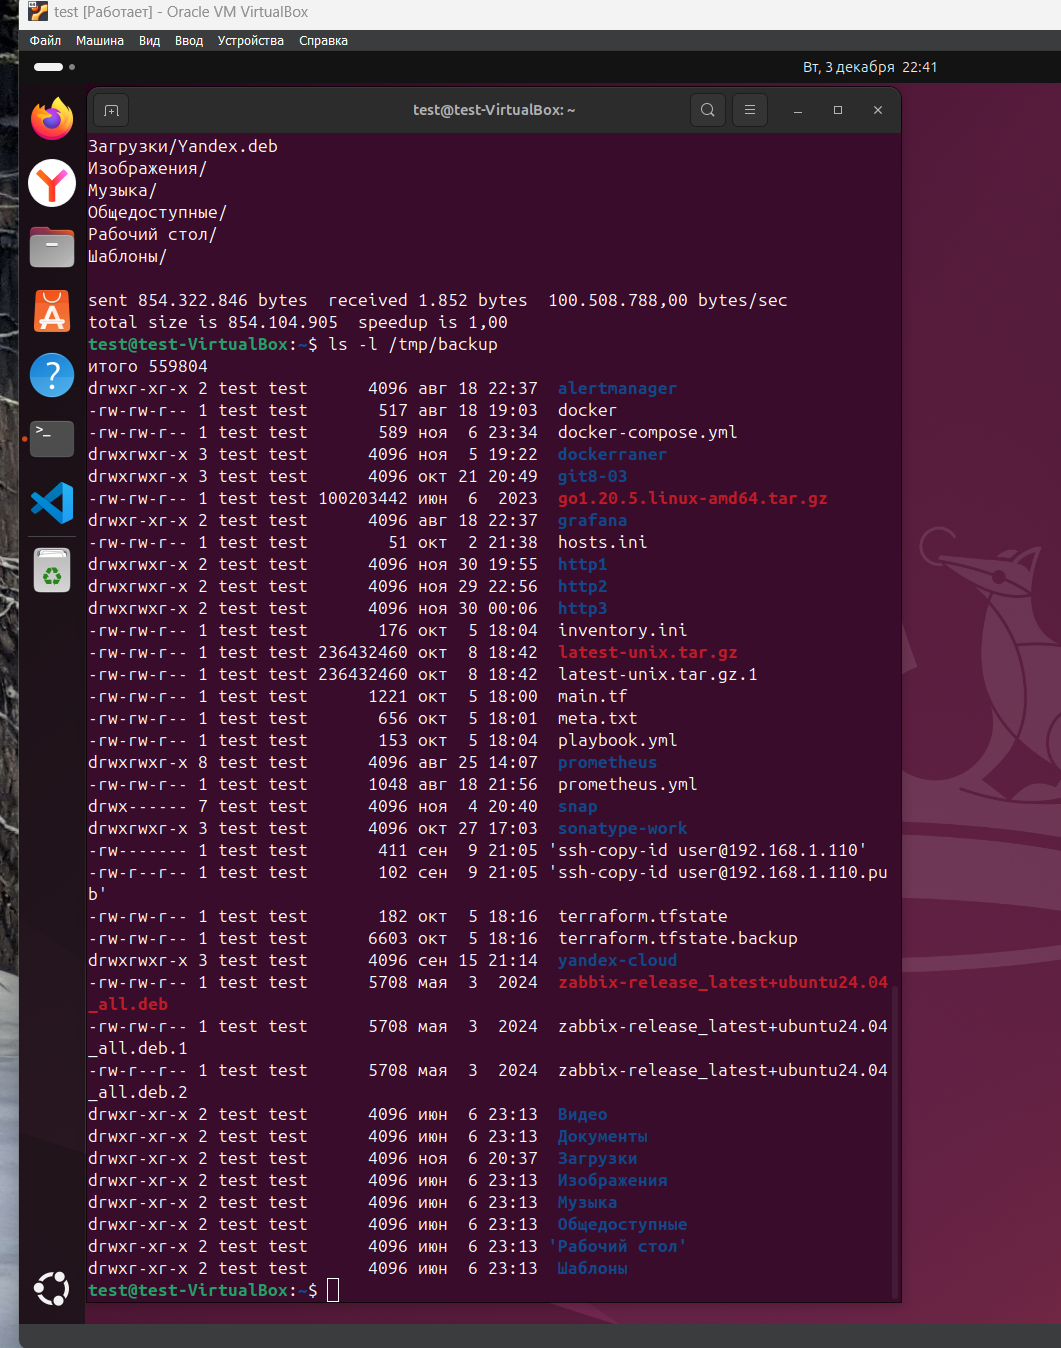 test [Работает] - Oracle VM VirtualBox
Файл Машина Вид Ввод Устройства Справка
Вт, 3 декабря 22:41
test@test-VirtualBox: ~
Загрузки/Yandex.deb
Изображения/
Музыка/
Общедоступные/
Рабочий стол/
Шаблоны/
sent 854.322.846 bytes  received 1.852 bytes  100.508.788,00 bytes/sec
total size is 854.104.905  speedup is 1,00
test@test-VirtualBox:~$ ls -l /tmp/backup
итого 559804
drwxr-xr-x 2 test test      4096 авг 18 22:37  alertmanager
-rw-rw-r-- 1 test test       517 авг 18 19:03  docker
-rw-rw-r-- 1 test test       589 ноя  6 23:34  docker-compose.yml
drwxrwxr-x 3 test test      4096 ноя  5 19:22  dockerraner
drwxrwxr-x 3 test test      4096 окт 21 20:49  git8-03
-rw-rw-r-- 1 test test 100203442 июн  6  2023  go1.20.5.linux-amd64.tar.gz
drwxr-xr-x 2 test test      4096 авг 18 22:37  grafana
-rw-rw-r-- 1 test test        51 окт  2 21:38  hosts.ini
drwxrwxr-x 2 test test      4096 ноя 30 19:55  http1
drwxrwxr-x 2 test test      4096 ноя 29 22:56  http2
drwxrwxr-x 2 test test      4096 ноя 30 00:06  http3
-rw-rw-r-- 1 test test       176 окт  5 18:04  inventory.ini
-rw-rw-r-- 1 test test 236432460 окт  8 18:42  latest-unix.tar.gz
-rw-rw-r-- 1 test test 236432460 окт  8 18:42  latest-unix.tar.gz.1
-rw-rw-r-- 1 test test      1221 окт  5 18:00  main.tf
-rw-rw-r-- 1 test test       656 окт  5 18:01  meta.txt
-rw-rw-r-- 1 test test       153 окт  5 18:04  playbook.yml
drwxrwxr-x 8 test test      4096 авг 25 14:07  prometheus
-rw-rw-r-- 1 test test      1048 авг 18 21:56  prometheus.yml
drwx------ 7 test test      4096 ноя  4 20:40  snap
drwxrwxr-x 3 test test      4096 окт 27 17:03  sonatype-work
-rw------- 1 test test       411 сен  9 21:05 'ssh-copy-id user@192.168.1.110'
-rw-r--r-- 1 test test       102 сен  9 21:05 'ssh-copy-id user@192.168.1.110.pu
b'
-rw-rw-r-- 1 test test       182 окт  5 18:16  terraform.tfstate
-rw-rw-r-- 1 test test      6603 окт  5 18:16  terraform.tfstate.backup
drwxrwxr-x 3 test test      4096 сен 15 21:14  yandex-cloud
-rw-rw-r-- 1 test test      5708 мая  3  2024  zabbix-release_latest+ubuntu24.04
_all.deb
-rw-rw-r-- 1 test test      5708 мая  3  2024  zabbix-release_latest+ubuntu24.04
_all.deb.1
-rw-r--r-- 1 test test      5708 мая  3  2024  zabbix-release_latest+ubuntu24.04
_all.deb.2
drwxr-xr-x 2 test test      4096 июн  6 23:13  Видео
drwxr-xr-x 2 test test      4096 июн  6 23:13  Документы
drwxr-xr-x 2 test test      4096 ноя  6 20:37  Загрузки
drwxr-xr-x 2 test test      4096 июн  6 23:13  Изображения
drwxr-xr-x 2 test test      4096 июн  6 23:13  Музыка
drwxr-xr-x 2 test test      4096 июн  6 23:13  Общедоступные
drwxr-xr-x 2 test test      4096 июн  6 23:13 'Рабочий стол'
drwxr-xr-x 2 test test      4096 июн  6 23:13  Шаблоны
test@test-VirtualBox:~$